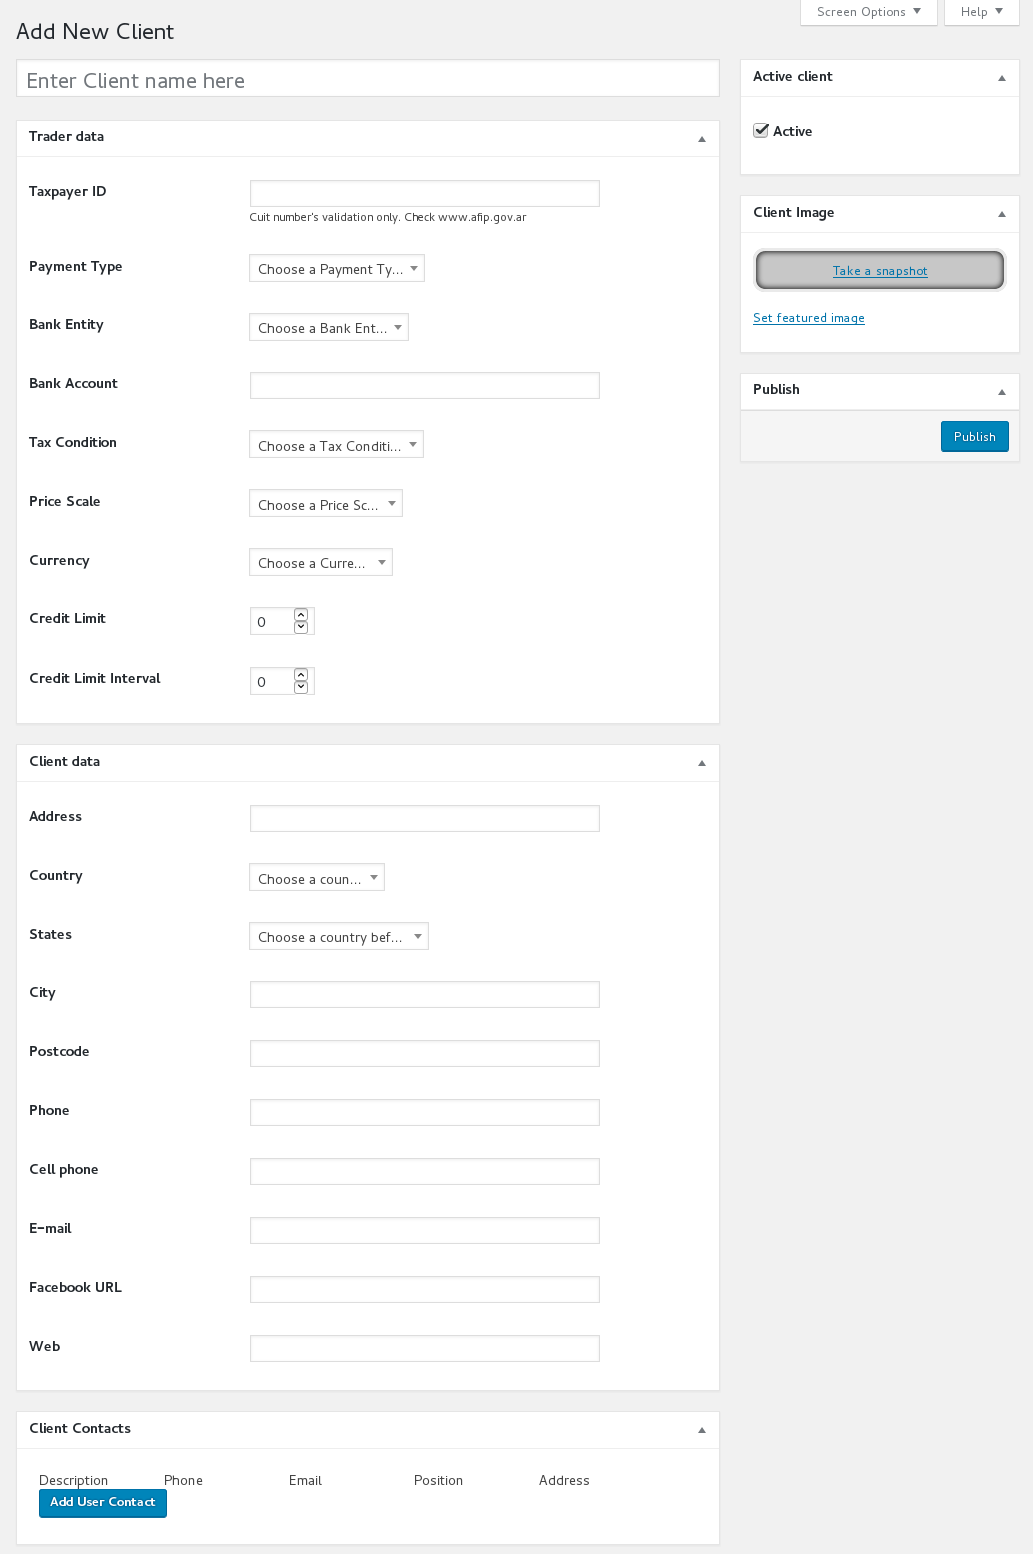 Screen Options
Help
Add New Client
Enter Client name here
Trader data
Taxpayer ID
Cuit number's validation only. Check www.afip.gov.ar
Payment Type
Choose a Payment Ty...
Bank Entity
Choose a Bank Ent...
Bank Account
Tax Condition
Choose a Tax Conditi...
Price Scale
Choose a Price Sc...
Currency
Choose a Curre...
Credit Limit
0
Credit Limit Interval
0
Client data
Address
Country
Choose a coun...
States
Choose a country bef...
City
Postcode
Phone
Cell phone
E-mail
Facebook URL
Web
Client Contacts
Description Phone Email Position Address
Add User Contact
Active client
Active
Client Image
Take a snapshot
Set featured image
Publish
Publish